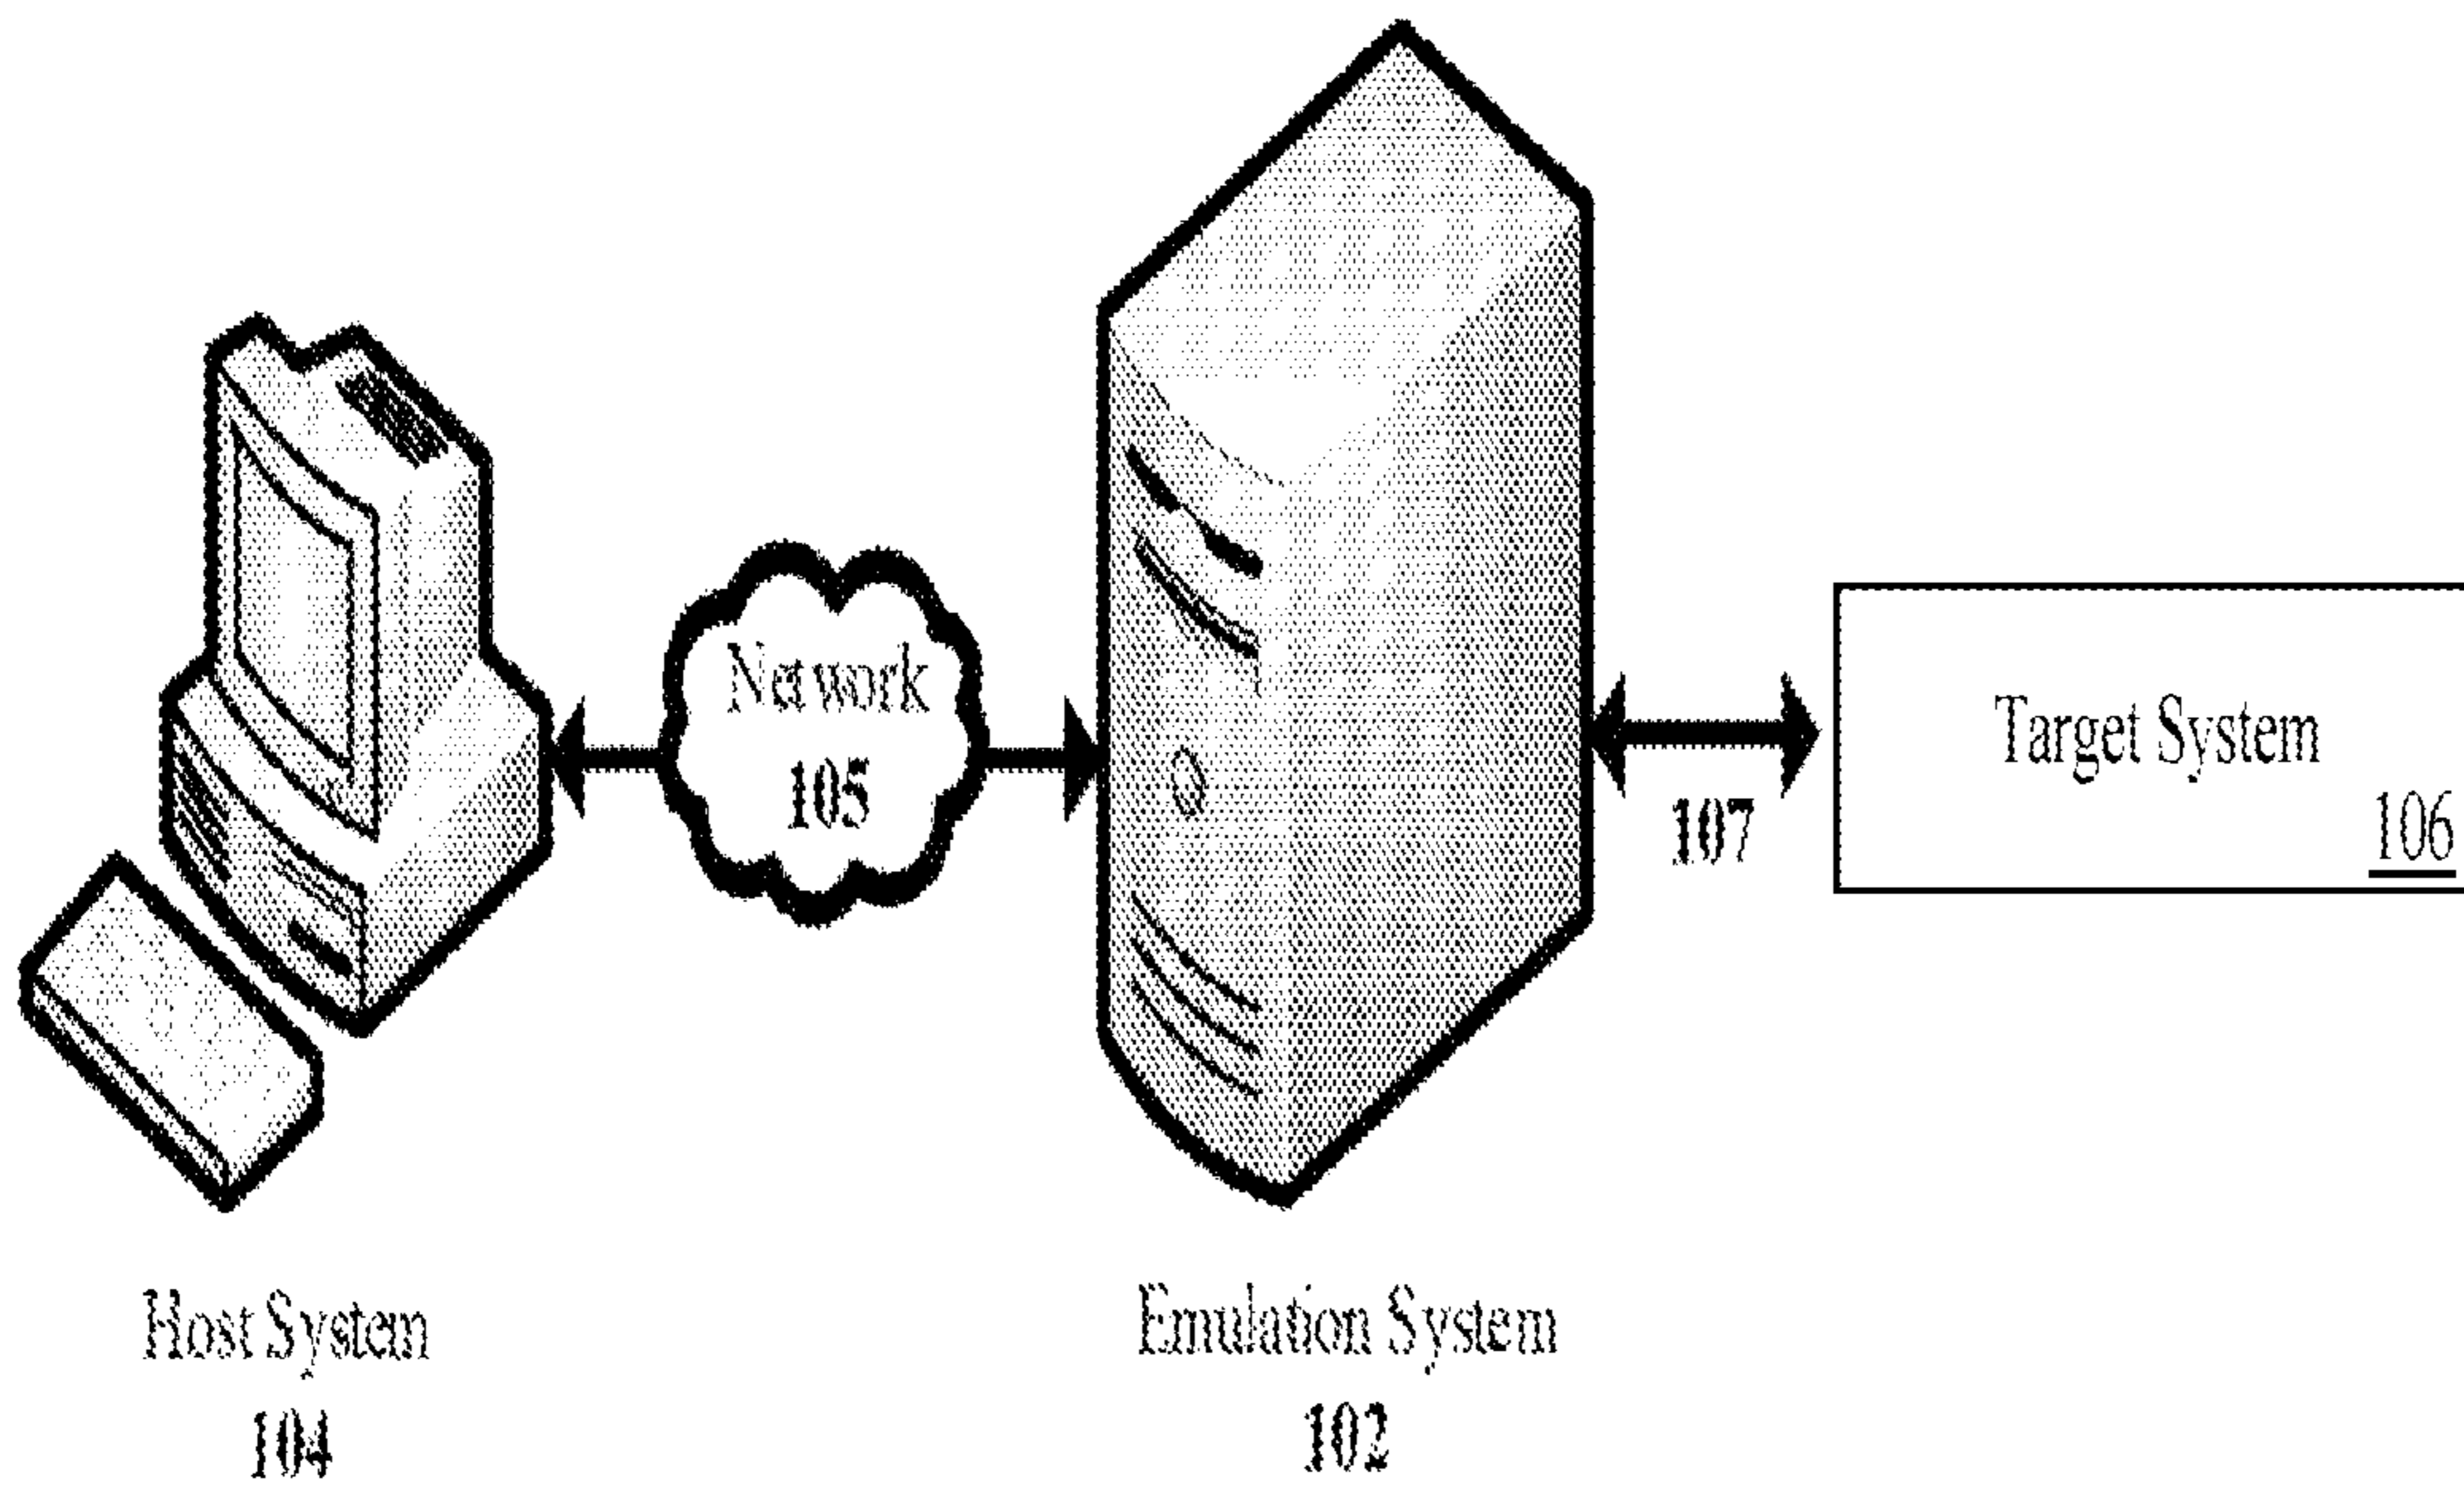 Network
105
Target System
106
107
Host System
104
Emulation System
102